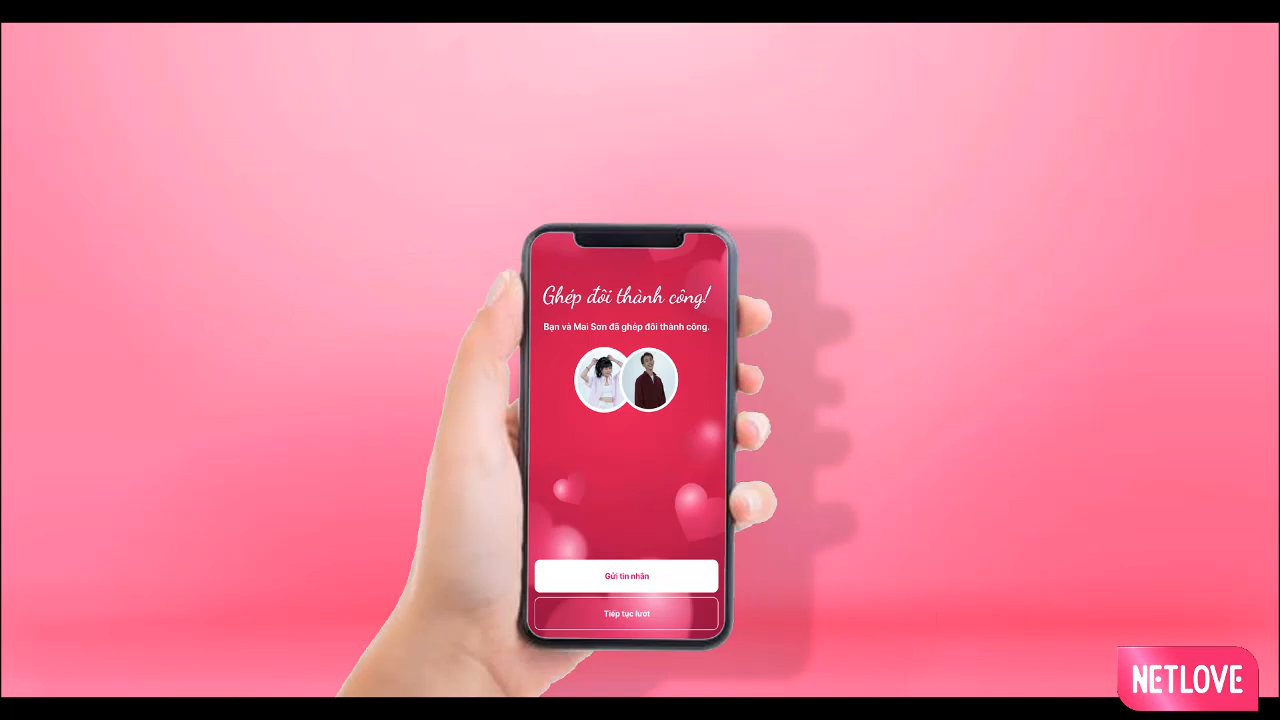 Ghép đôi thành công!
Bạn và Mai Sơn đã ghép đôi thành công.
Gửi tin nhắn
Tiếp tục lướt
NETLOVE